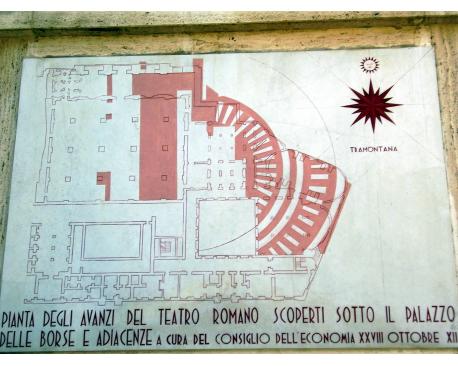 TRAMONTANA
PIANTA DEGLI AVANZI DEL TEATRO ROMANO SCOPERTI SOTTO IL PALAZZO
DELLE BORSE E ADIACENZE A CURA DEL CONSIGLIO DELL'ECONOMIA XXVIII OTTOBRE XII